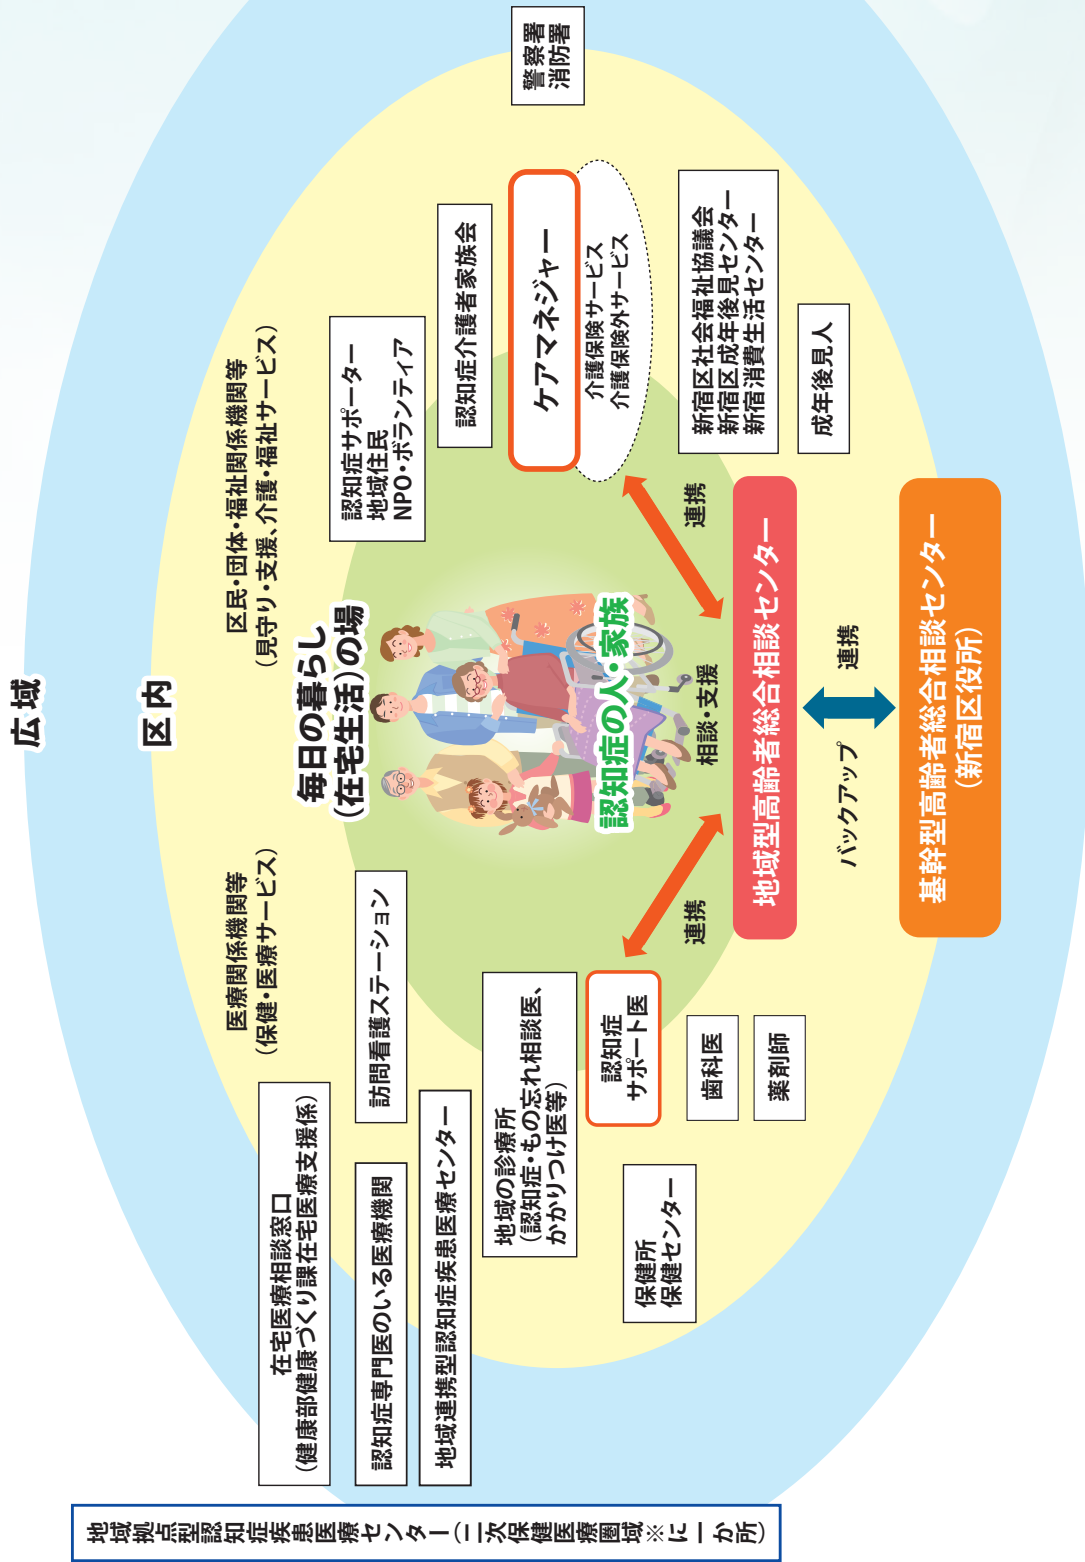 広域
区内
毎日の暮らし
(在宅生活)の場
医療関係機関等
(保健・医療サービス)
区民・団体・福祉関係機関等
(見守り・支援、介護・福祉サービス)
地域拠点型認知症疾患医療センター(二次保健医療圏域※に一か所)
在宅医療相談窓口
(健康部健康づくり課在宅医療支援係)
認知症専門医のいる医療機関
訪問看護ステーション
地域連携型認知症疾患医療センター
地域の診療所
(認知症・もの忘れ相談医、
かかりつけ医等)
認知症
サポート医
保健所
保健センター
歯科医
薬剤師
認知症の人・家族
認知症サポーター
地域住民
NPO・ボランティア
認知症介護者家族会
ケアマネジャー
介護保険サービス
介護保険外サービス
警察署
消防署
新宿区社会福祉協議会
新宿区成年後見センター
新宿消費生活センター
成年後見人
連携
相談・支援
連携
地域型高齢者総合相談センター
バックアップ
連携
基幹型高齢者総合相談センター
(新宿区役所)